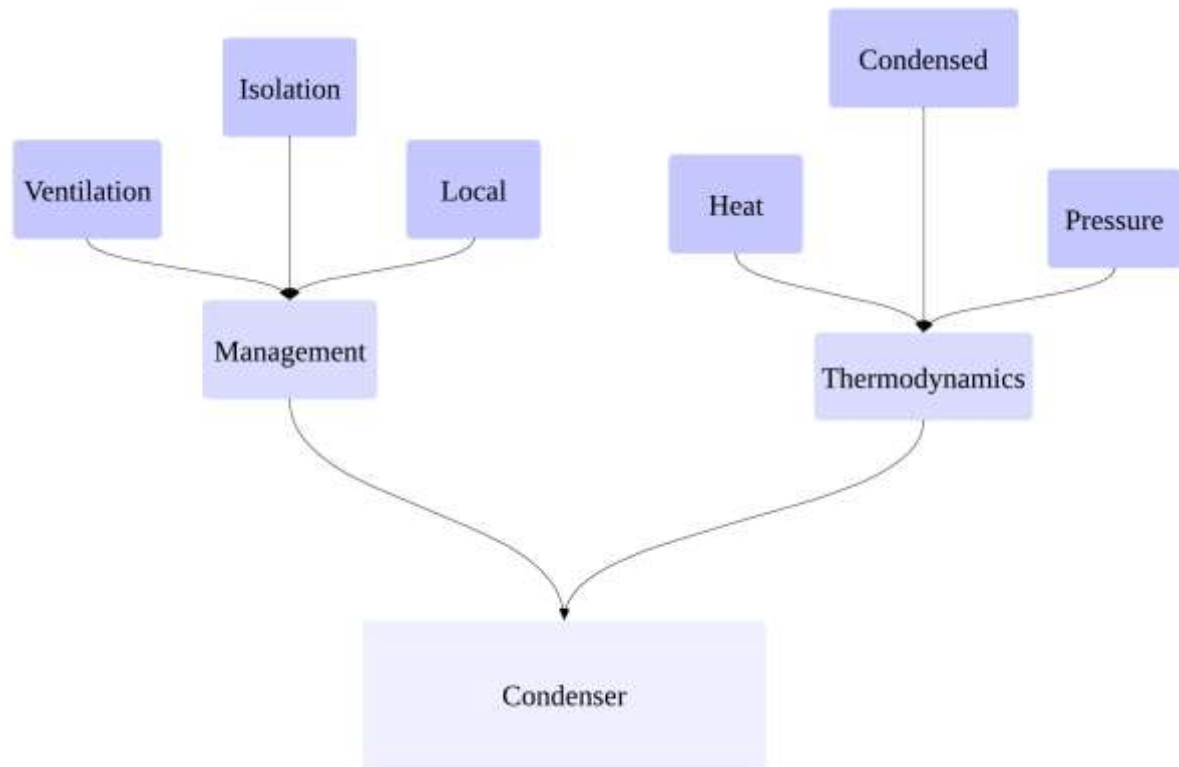 Condensed
Isolation
Ventilation
Local
Heat
Pressure
Management
Thermodynamics
Condenser